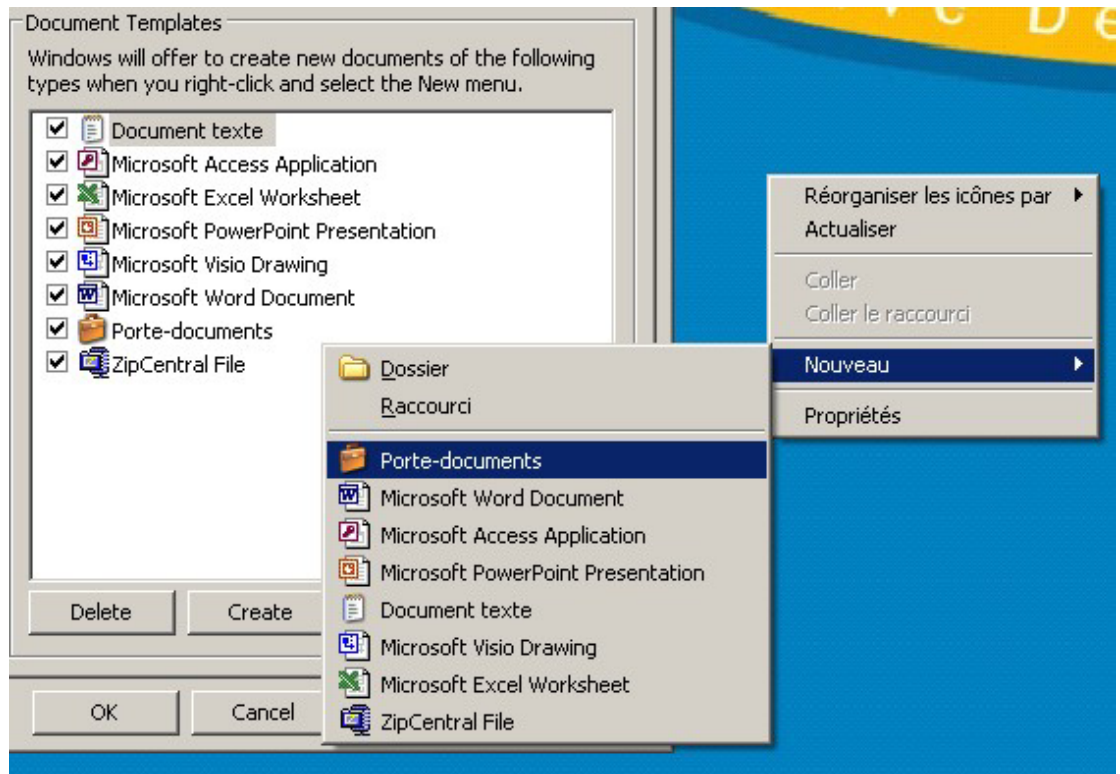 Document Templates
Windows will offer to create new documents of the following
types when you right-click and select the New menu.
Document texte
Microsoft Access Application
Microsoft Excel Worksheet
Microsoft PowerPoint Presentation
Microsoft Visio Drawing
Microsoft Word Document
Porte-documents
ZipCentral File
Delete
Create
OK
Cancel
Dossier
Raccourci
Porte-documents
Microsoft Word Document
Microsoft Access Application
Microsoft PowerPoint Presentation
Document texte
Microsoft Visio Drawing
Microsoft Excel Worksheet
ZipCentral File
Réorganiser les icônes par
Actualiser
Coller
Coller le raccourci
Nouveau
Propriétés